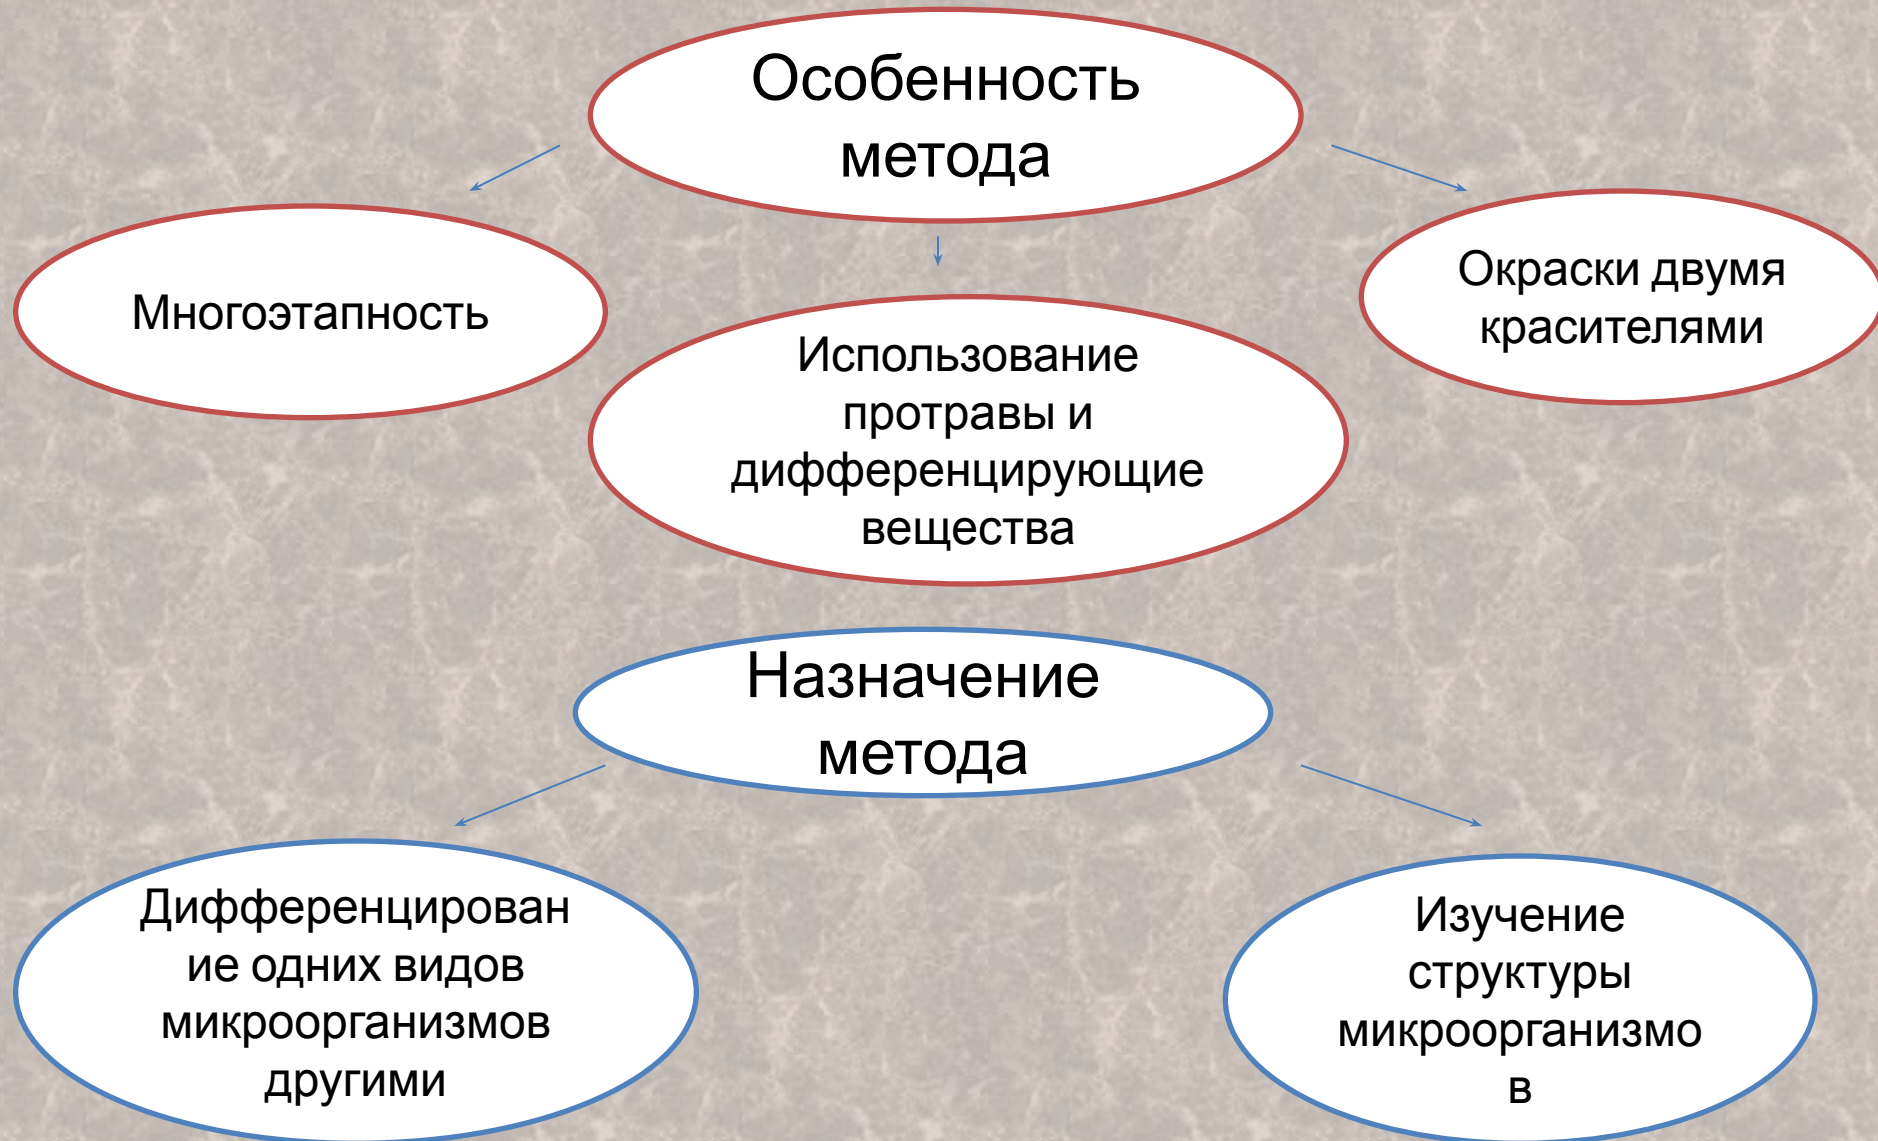 Особенность
метода
Многоэтапность
Использование
протравы и
дифференцирующие
вещества
Окраски двумя
красителями
Назначение
метода
Дифференцирован
ие одних видов
микроорганизмов
другими
Изучение
структуры
микроорганизмо
в